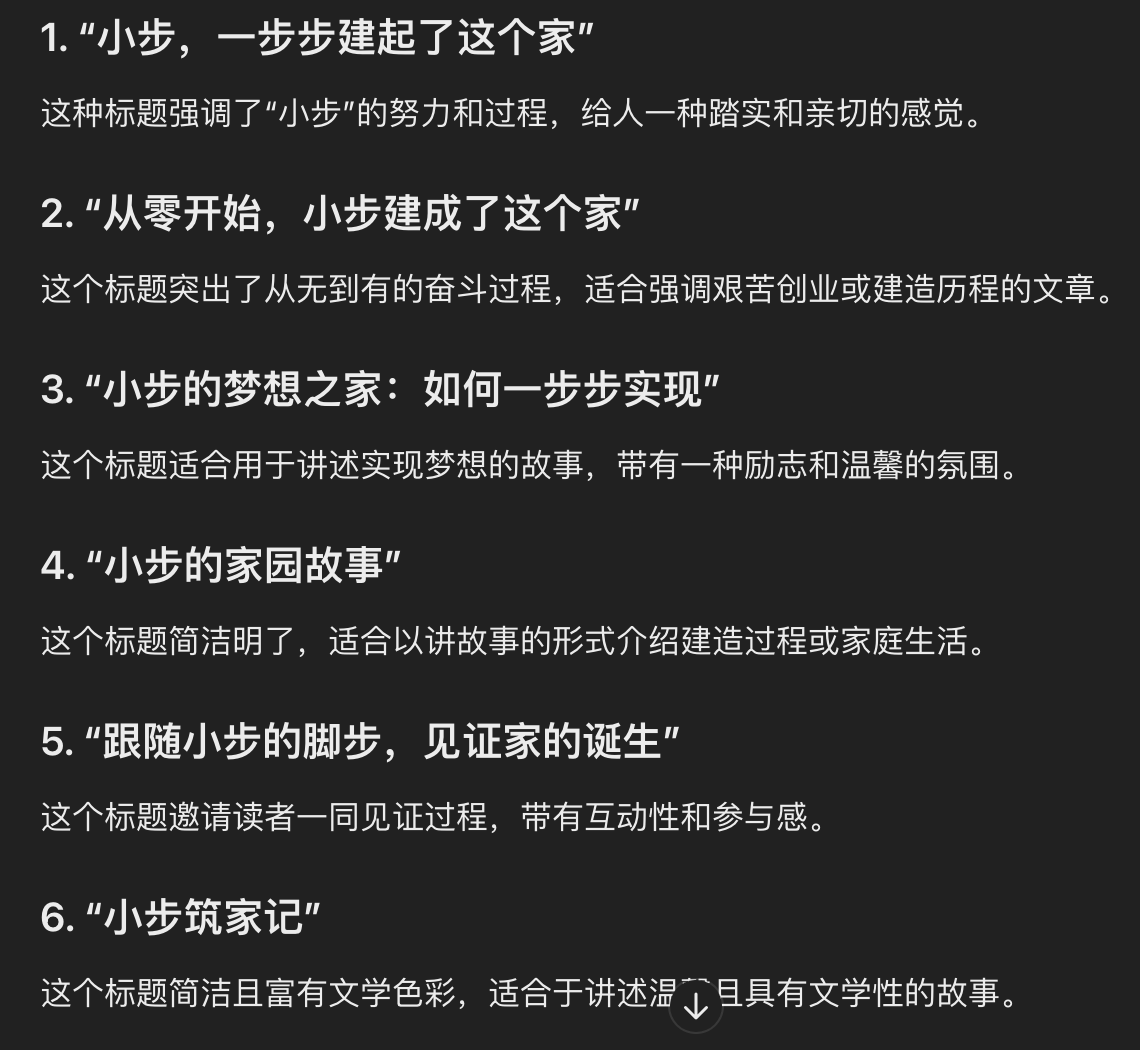 1. “小步，一步步建起了这个家”
这种标题强调了“小步”的努力和过程，给人一种踏实和亲切的感觉。
2. “从零开始，小步建成了这个家”
这个标题突出了从无到有的奋斗过程，适合强调艰苦创业或建造历程的文章。
3. “小步的梦想之家：如何一步步实现”
这个标题适合用于讲述实现梦想的故事，带有一种励志和温馨的氛围。
4. “小步的家园故事”
这个标题简洁明了，适合以讲故事的形式介绍建造过程或家庭生活。
5. “跟随小步的脚步，见证家的诞生”
这个标题邀请读者一同见证过程，带有互动性和参与感。
6. “小步筑家记”
这个标题简洁且富有文学色彩，适合于讲述温且具有文学性的故事。